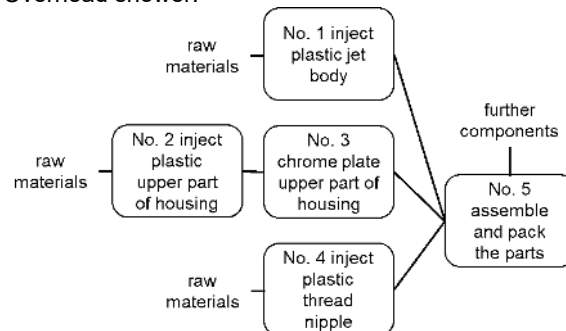 Overhead shower:
raw
materials
No. 1 inject
plastic jet
body
further
components
raw
materials
No. 2 inject
plastic
upper part
of housing
No. 3
chrome plate
upper part of
housing
No. 5
assemble
and pack
the parts
raw
materials
No. 4 inject
plastic
thread
nipple